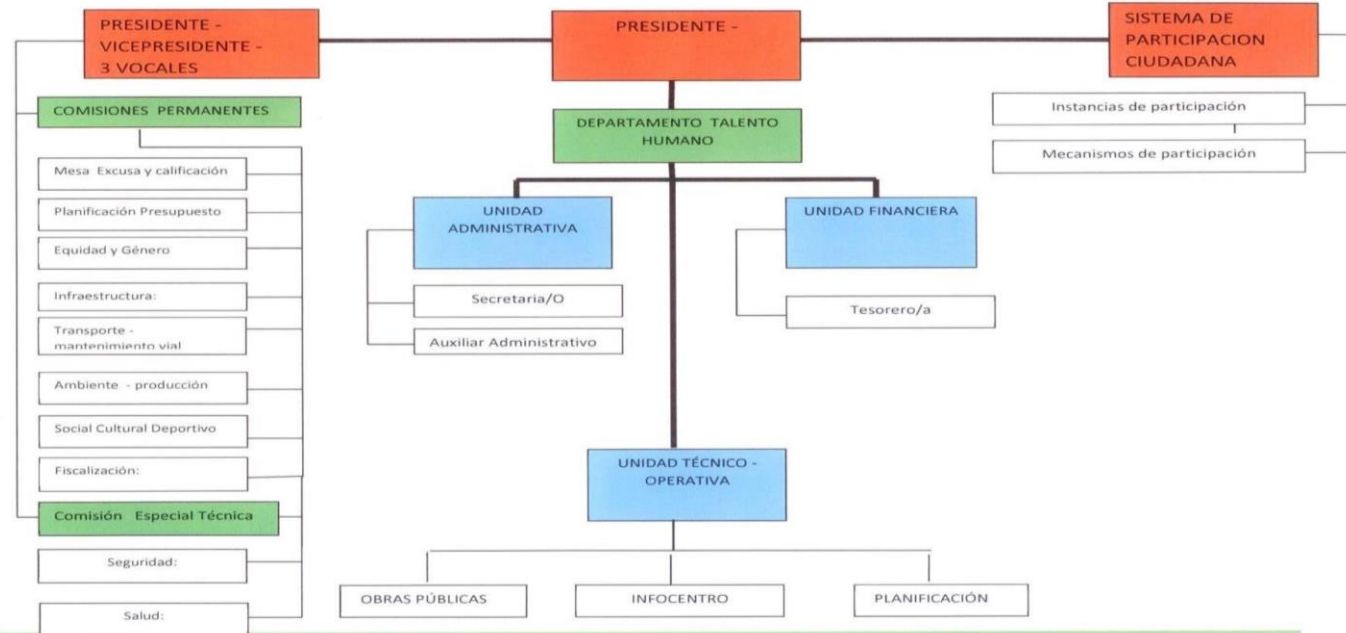 PRESIDENTE -
VICEPRESIDENTE -
3 VOCALES
PRESIDENTE -
SISTEMA DE
PARTICIPACION
CIUDADANA
COMISIONES PERMANENTES
Mesa Excusa y calificación
Planificación Presupuesto
Equidad y Género
Infraestructura:
Transporte -
mantenimiento vial
Ambiente - producción
Social Cultural Deportivo
Fiscalización:
Comisión Especial Técnica
Seguridad:
Salud:
DEPARTAMENTO TALENTO
HUMANO
UNIDAD
ADMINISTRATIVA
Secretaria/O
Auxiliar Administrativo
UNIDAD FINANCIERA
Tesorero/a
UNIDAD TÉCNICO -
OPERATIVA
OBRAS PÚBLICAS
INFOCENTRO
PLANIFICACIÓN
Instancias de participación
Mecanismos de participación